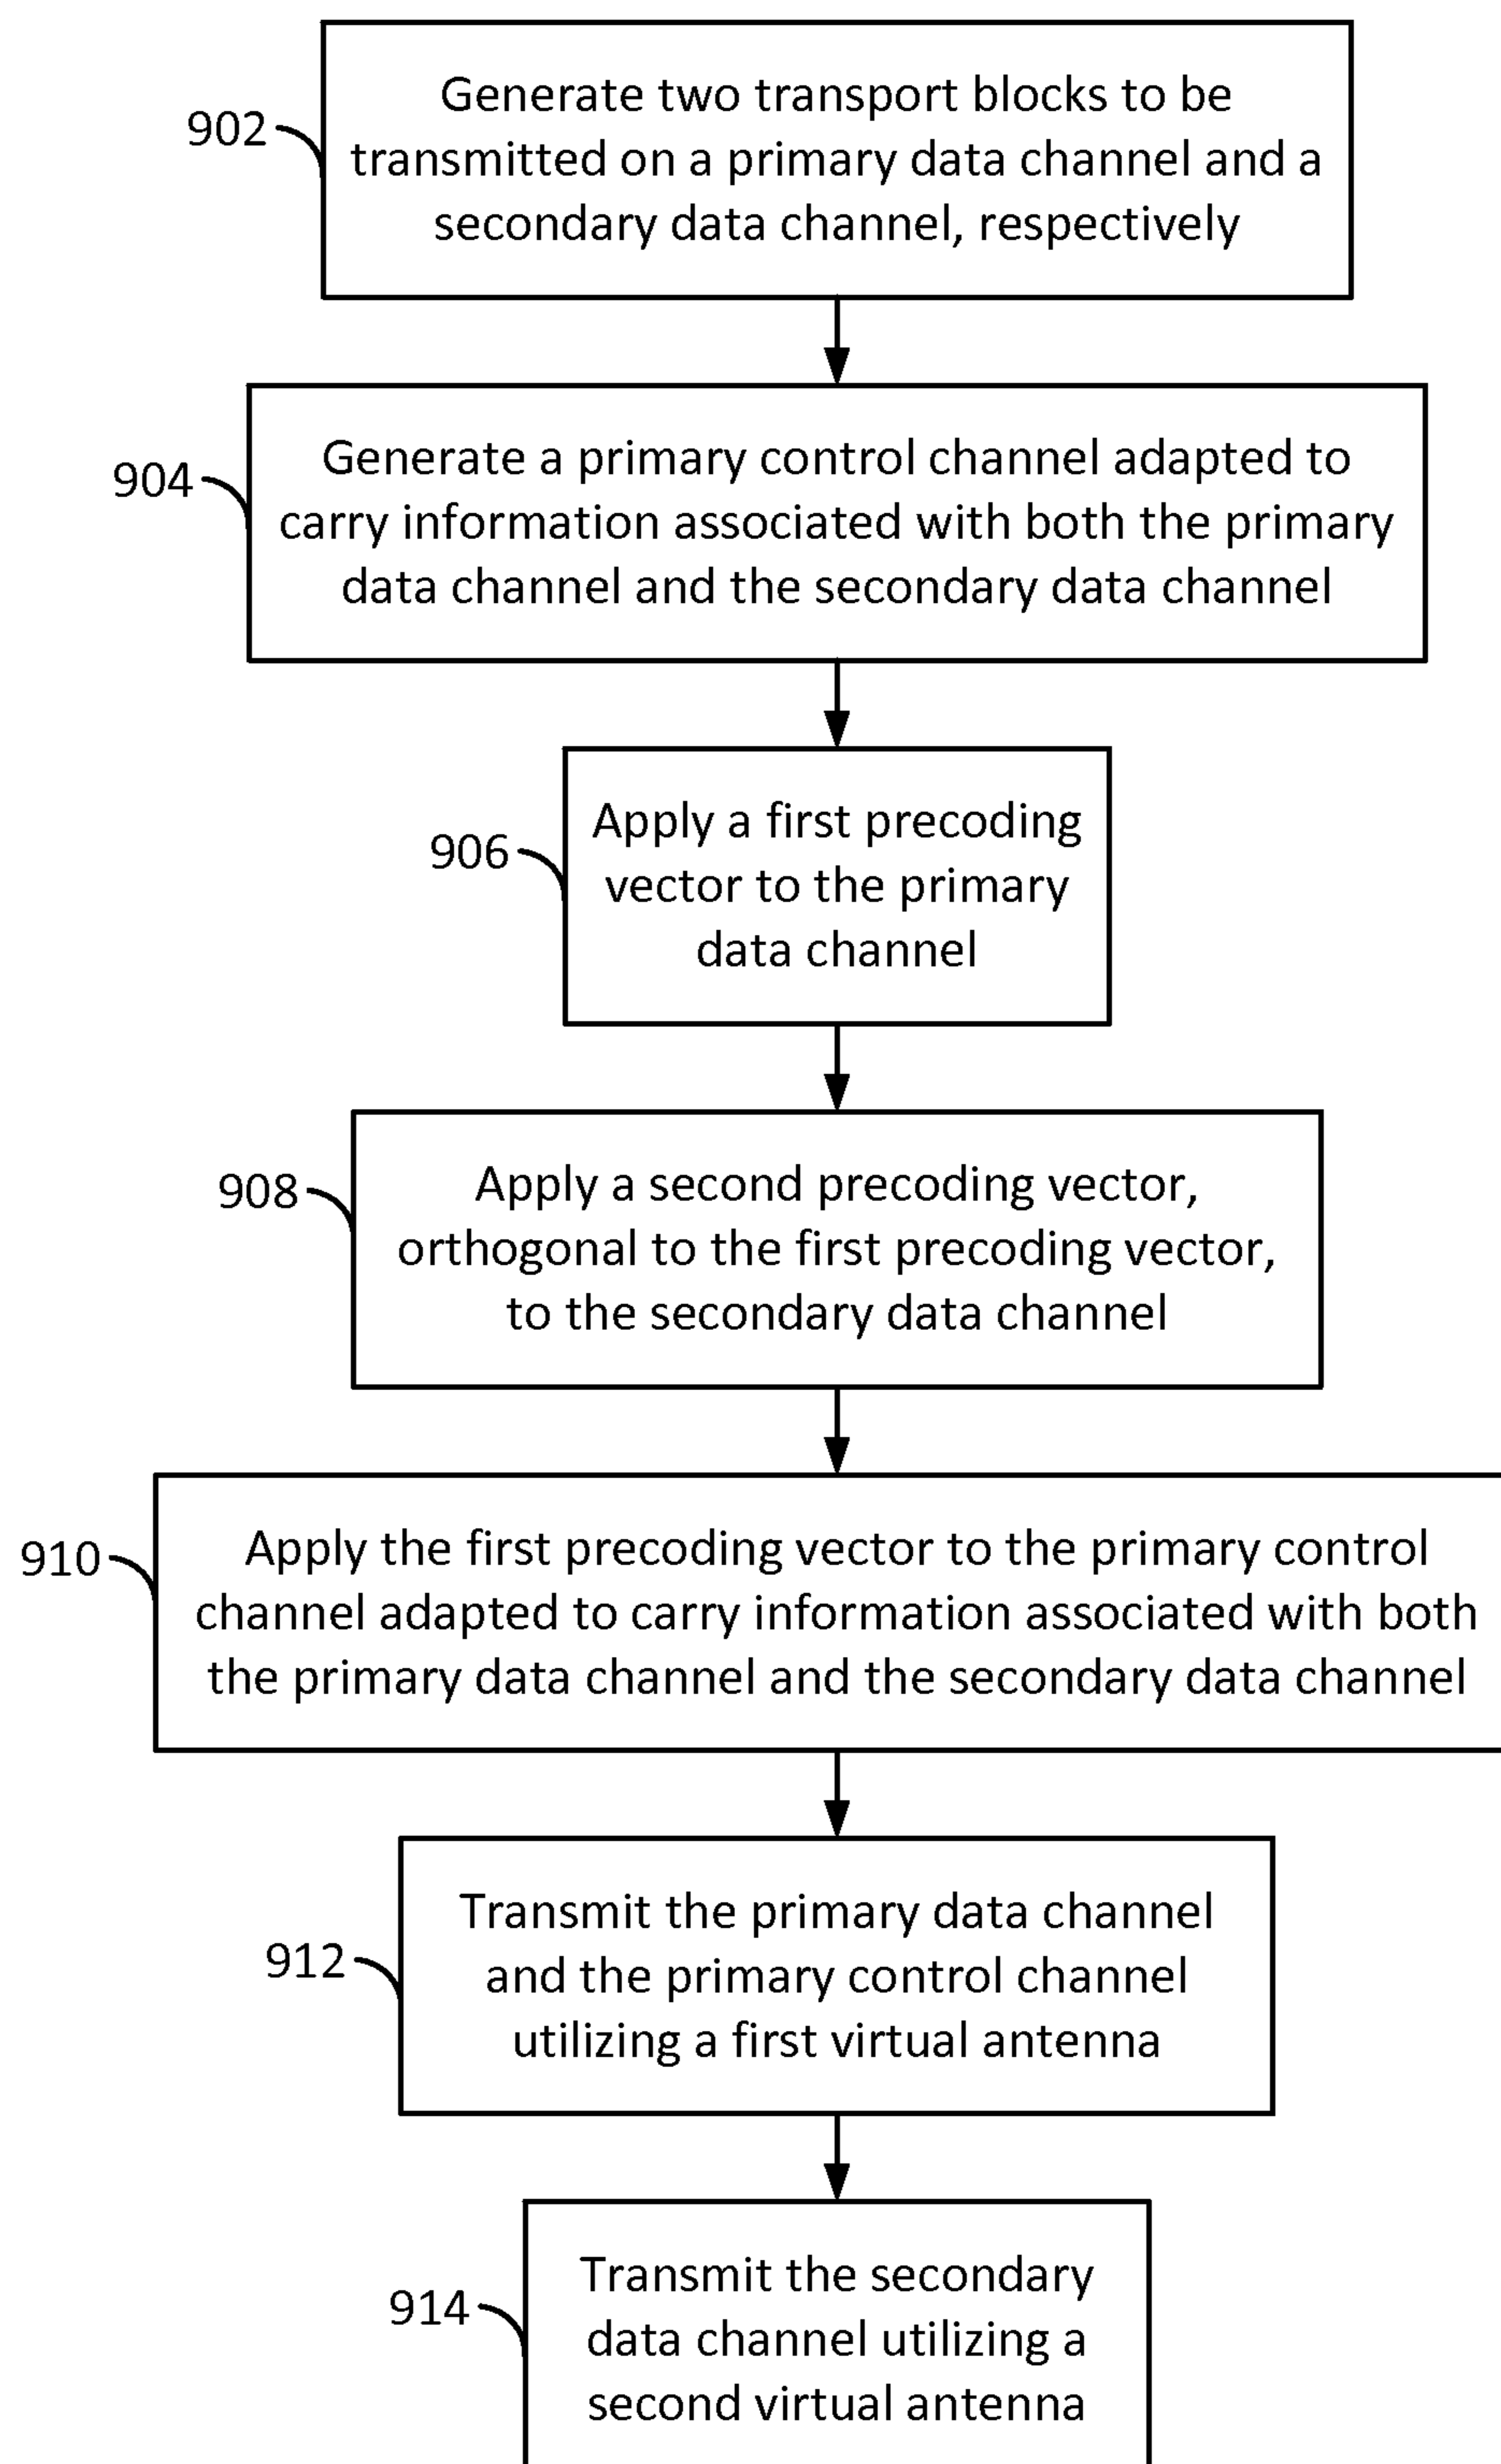 902
Generate two transport blocks to be
transmitted on a primary data channel and a
secondary data channel, respectively
904
Generate a primary control channel adapted to
carry information associated with both the primary
data channel and the secondary data channel
906
Apply a first precoding
vector to the primary
data channel
908
Apply a second precoding vector,
orthogonal to the first precoding vector,
to the secondary data channel
910
Apply the first precoding vector to the primary control
channel adapted to carry information associated with both
the primary data channel and the secondary data channel
912
Transmit the primary data channel
and the primary control channel
utilizing a first virtual antenna
914
Transmit the secondary
data channel utilizing a
second virtual antenna